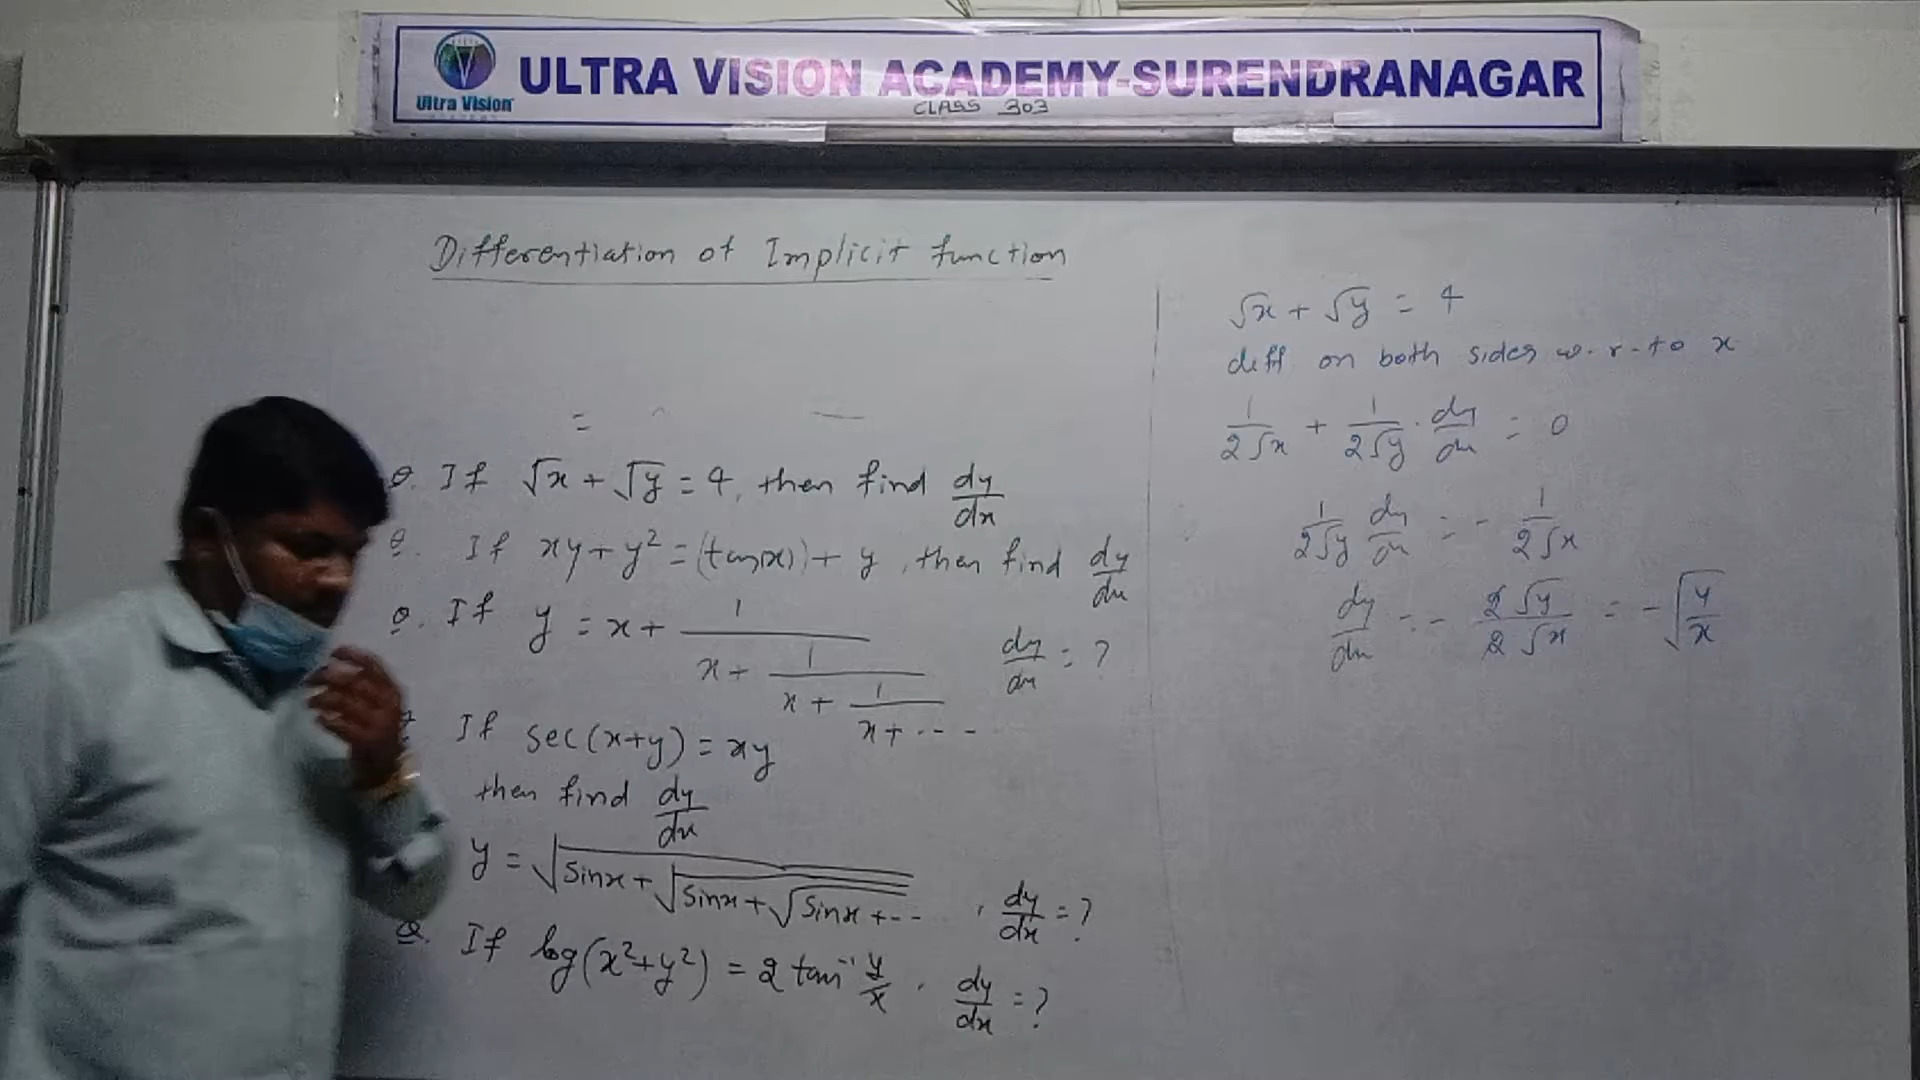 ULTRA VISION ACADEMY-SURENDRANAGAR
Ultra Vision
CLASS 303
Differentiation of Implicit function
=
Q. If √x + √y = 4, then find dy/dx
Q. If xy + y² = (tan(x)) + y, then find dy/dx
Q. If y = x + 1/(x + 1/(x + 1/(x + ---
dy/dx = ?
If sec(x+y) = xy
then find dy/dx
y = √sinx + √sinx + √sinx + --- , dy/dx = ?
Q. If log(x²+y²) = 2 tan⁻¹ y/x , dy/dx = ?
√x + √y = 4
diff on both sides w.r.to x
1/2√x + 1/2√y · dy/dx = 0
1/2√y dy/dx = - 1/2√x
dy/dx = - 2√y/2√x = -√y/x